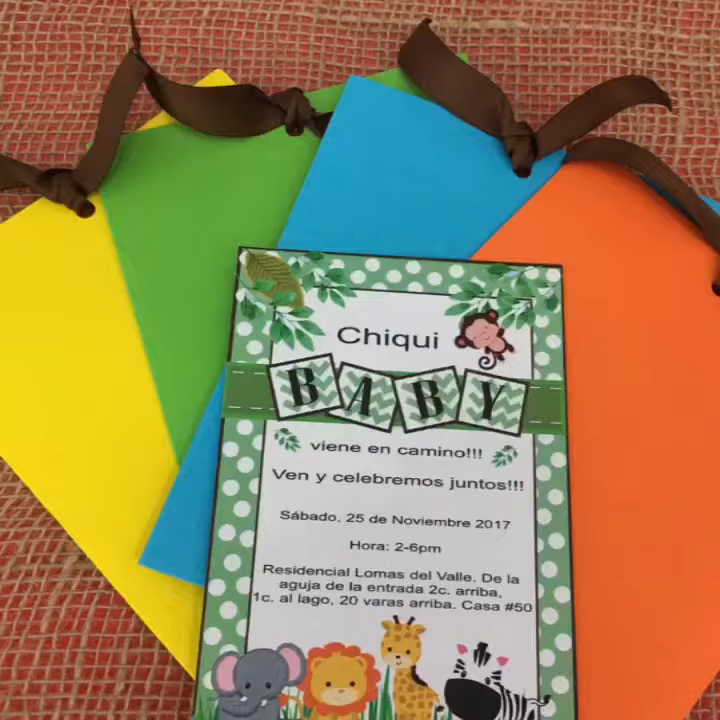 Chiqui
BABY
viene en camino!!!
Ven y celebremos juntos!!!
Sábado, 25 de Noviembre 2017
Hora: 2-6pm
Residencial Lomas del Valle. De la
aguja de la entrada 2c. arriba,
1c. al lago, 20 varas arriba. Casa #50